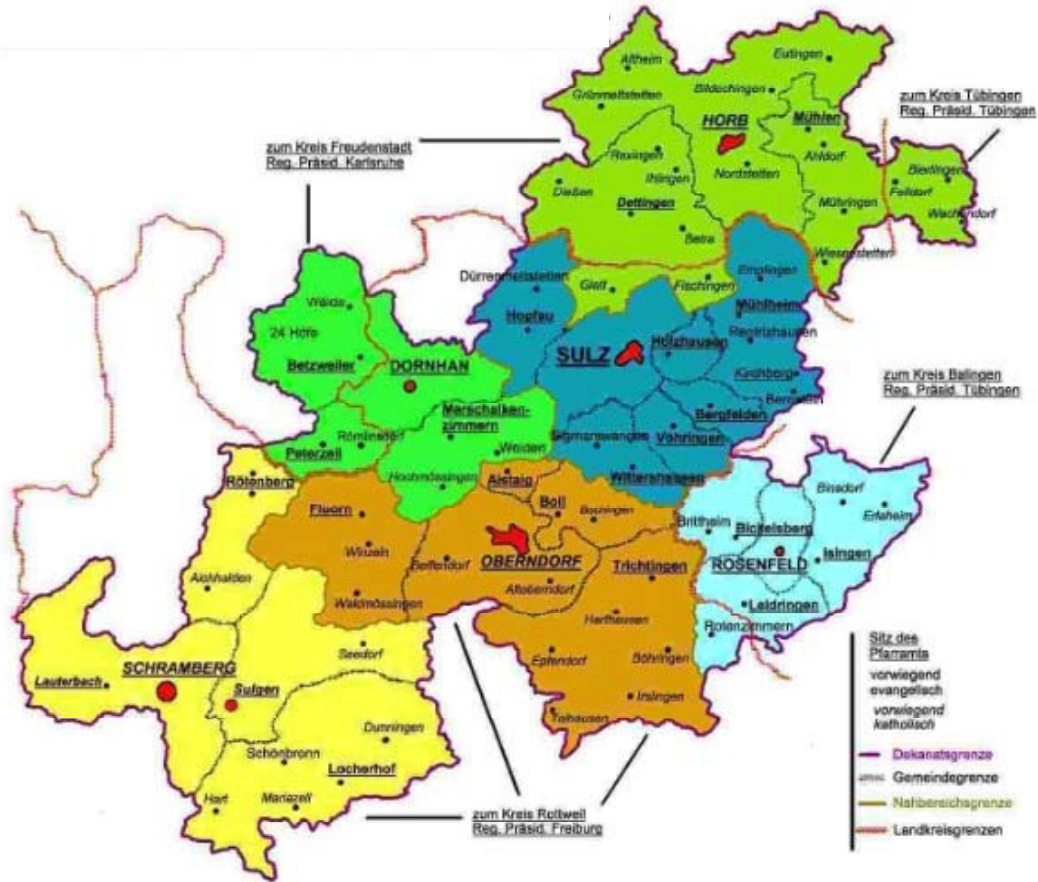 Altheim
Eutingen
Grünmettstetten
Bildechingen
zum Kreis Tübingen
Reg. Präsid. Tübingen
HORB
Mühlen
zum Kreis Freudenstadt
Reg. Präsid. Karlsruhe
Rexingen
Ahldorf
Ihlingen
Nordstetten
Bierlingen
Dießen
Felldorf
Dettingen
Mühringen
Wachendorf
Betra
Wiesenstetten
Dürrenmettstetten
Glatt
Fischingen
Empfingen
Wälde
Hopfau
Mühlheim
24 Höfe
SULZ
Holzhausen
Renfrizhausen
Betzweiler
DORNHAN
Kirchberg
zum Kreis Balingen
Reg. Präsid. Tübingen
Marschalken-
zimmern
Bergfelden
Peterzell
Römlinsdorf
Weiden
Sigmarswangen
Vöhringen
Rötenberg
Hochmössingen
Aistaig
Wittershausen
Binsdorf
Fluorn
Boll
Bochingen
Brittheim
Bickelsberg
Erlaheim
Winzeln
Beffendorf
OBERNDORF
Trichtingen
ROSENFELD
Isingen
Aichhalden
Waldmössingen
Altoberndorf
Harthausen
Leidringen
Rotenzimmern
Seedorf
Epfendorf
Böhringen
Sitz des
Pfarramts
SCHRAMBERG
vorwiegend
evangelisch
Lauterbach
Sulgen
Irslingen
vorwiegend
katholisch
Talhausen
Dunningen
Schönbronn
Dekanatsgrenze
Locherhof
Gemeindegrenze
Hart
Mariazell
Nahbereichsgrenze
zum Kreis Rottweil
Reg. Präsid. Freiburg
Landkreisgrenzen